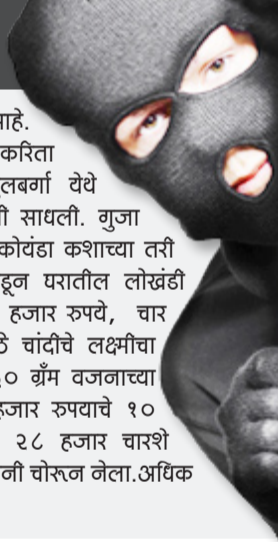 आहे.
करिता
लबर्गा येथे
ी साधली. गुजा
कोयंडा कशाच्या तरी
डून घरातील लोखंडी
हजार रुपये, चार
ठे चांदीचे लक्ष्मीचा
० ग्रॅम वजनाच्या
हजार रुपयाचे १०
२८ हजार चारशे
नी चोरून नेला.अधिक